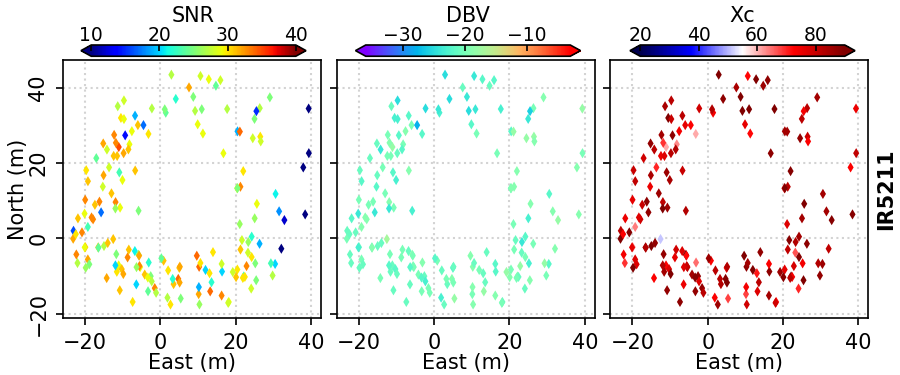 SNR DBV Xc
10 20 30 40 −30 −20 −10 20 40 60 80
40
20
0
−20
North (m)
IR5211
−20 0 20 40 −20 0 20 40 −20 0 20 40
East (m) East (m) East (m)